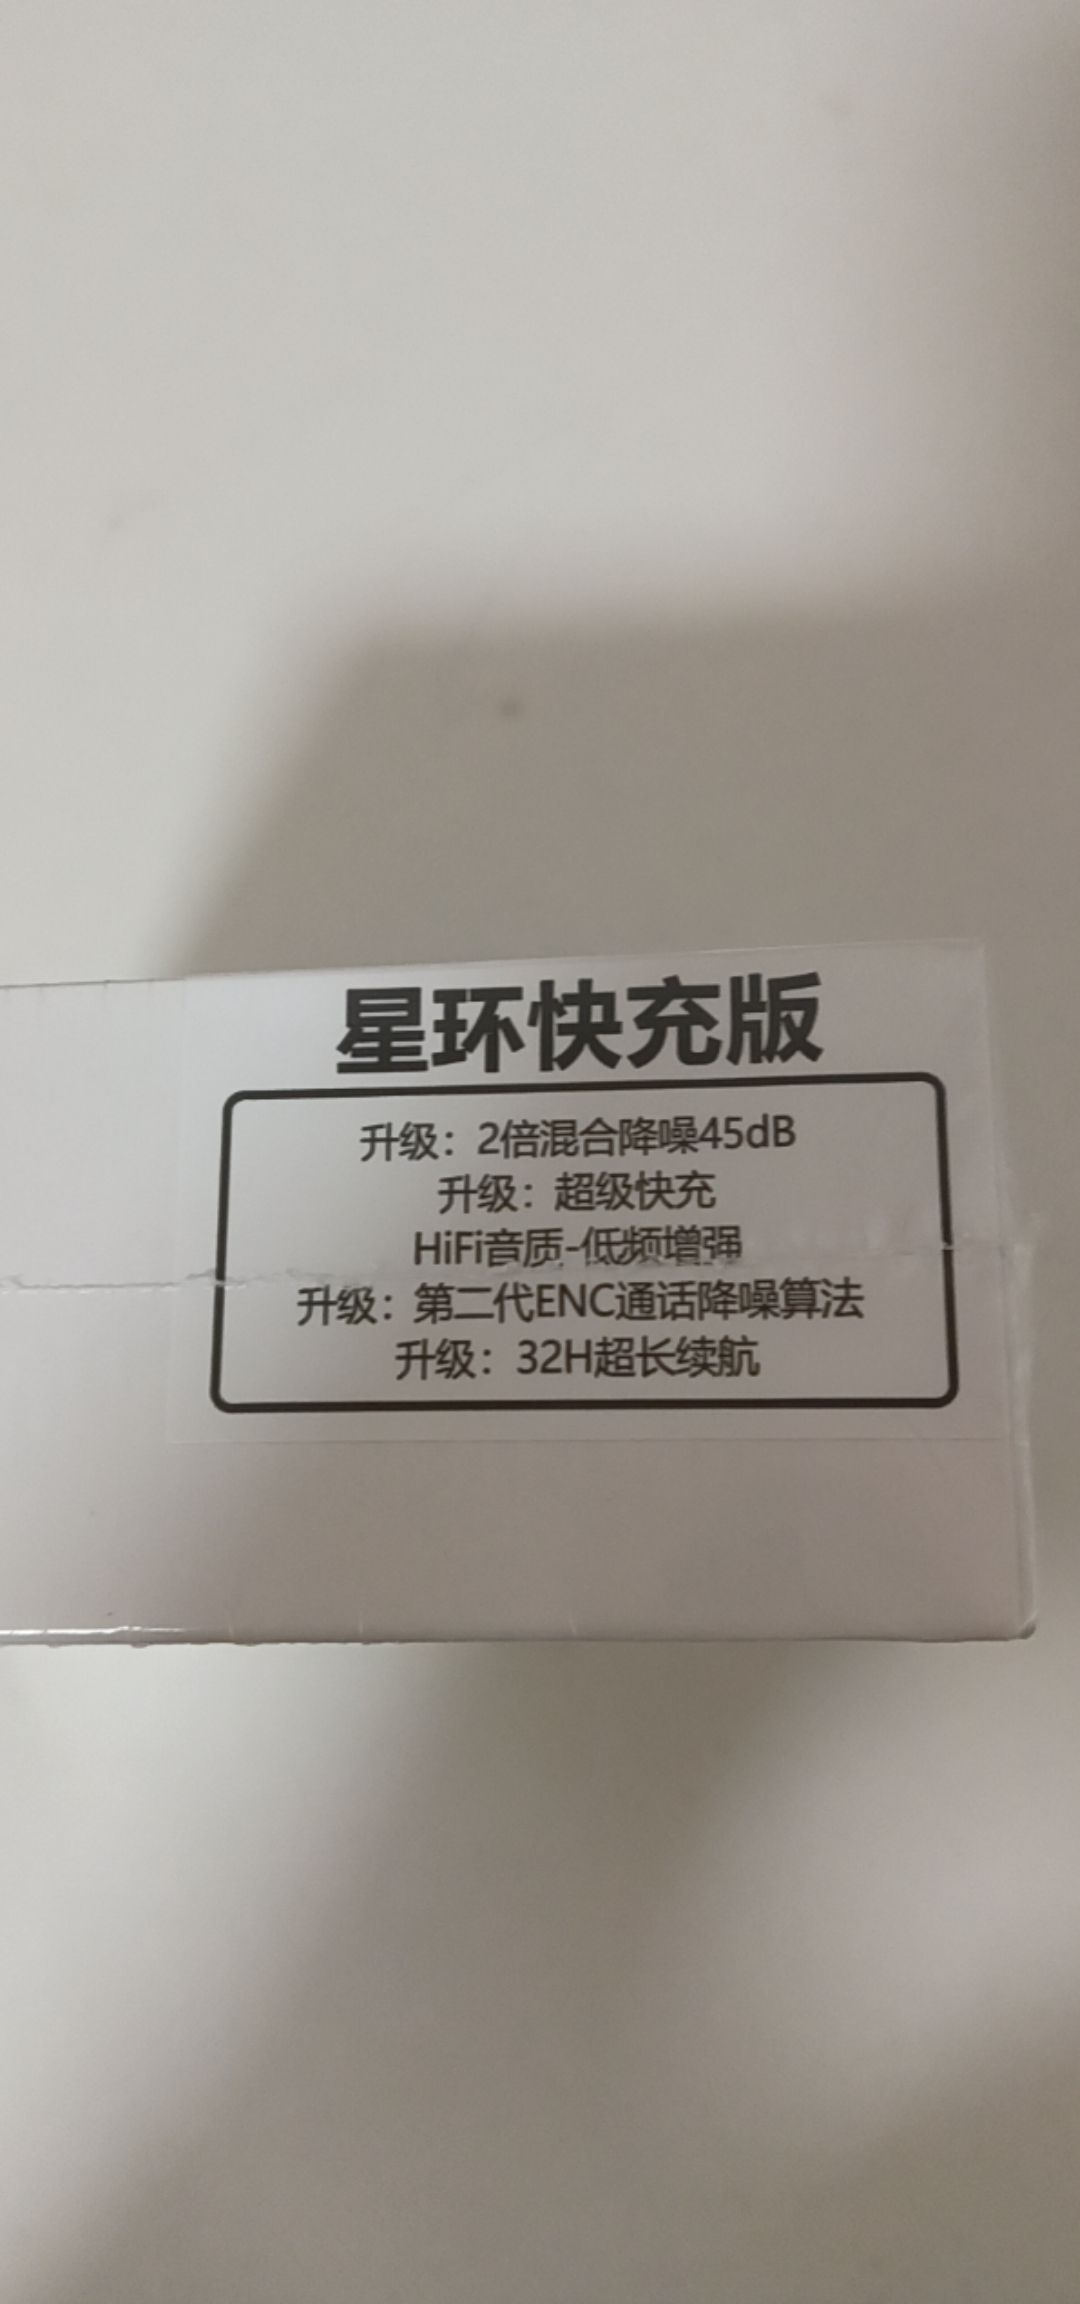 星环快充版
升级：2倍混合降噪45dB
升级：超级快充
HiFi音质-低频增强
升级：第二代ENC通话降噪算法
升级：32H超长续航